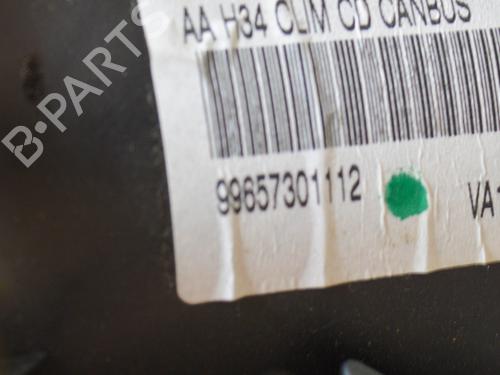 AA H34 CLIM CD CANBUS
B-PARTS
99657301112
VA1